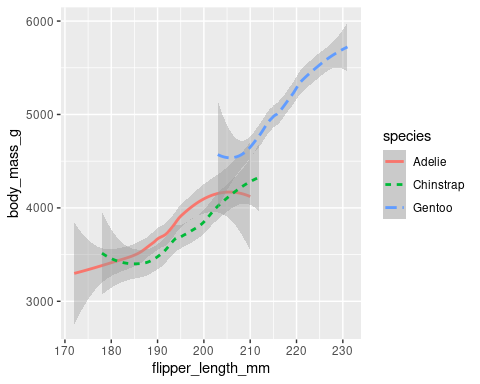 6000
5000
4000
3000
body_mass_g
170
180
190
200
210
220
230
flipper_length_mm
species
Adelie
Chinstrap
Gentoo